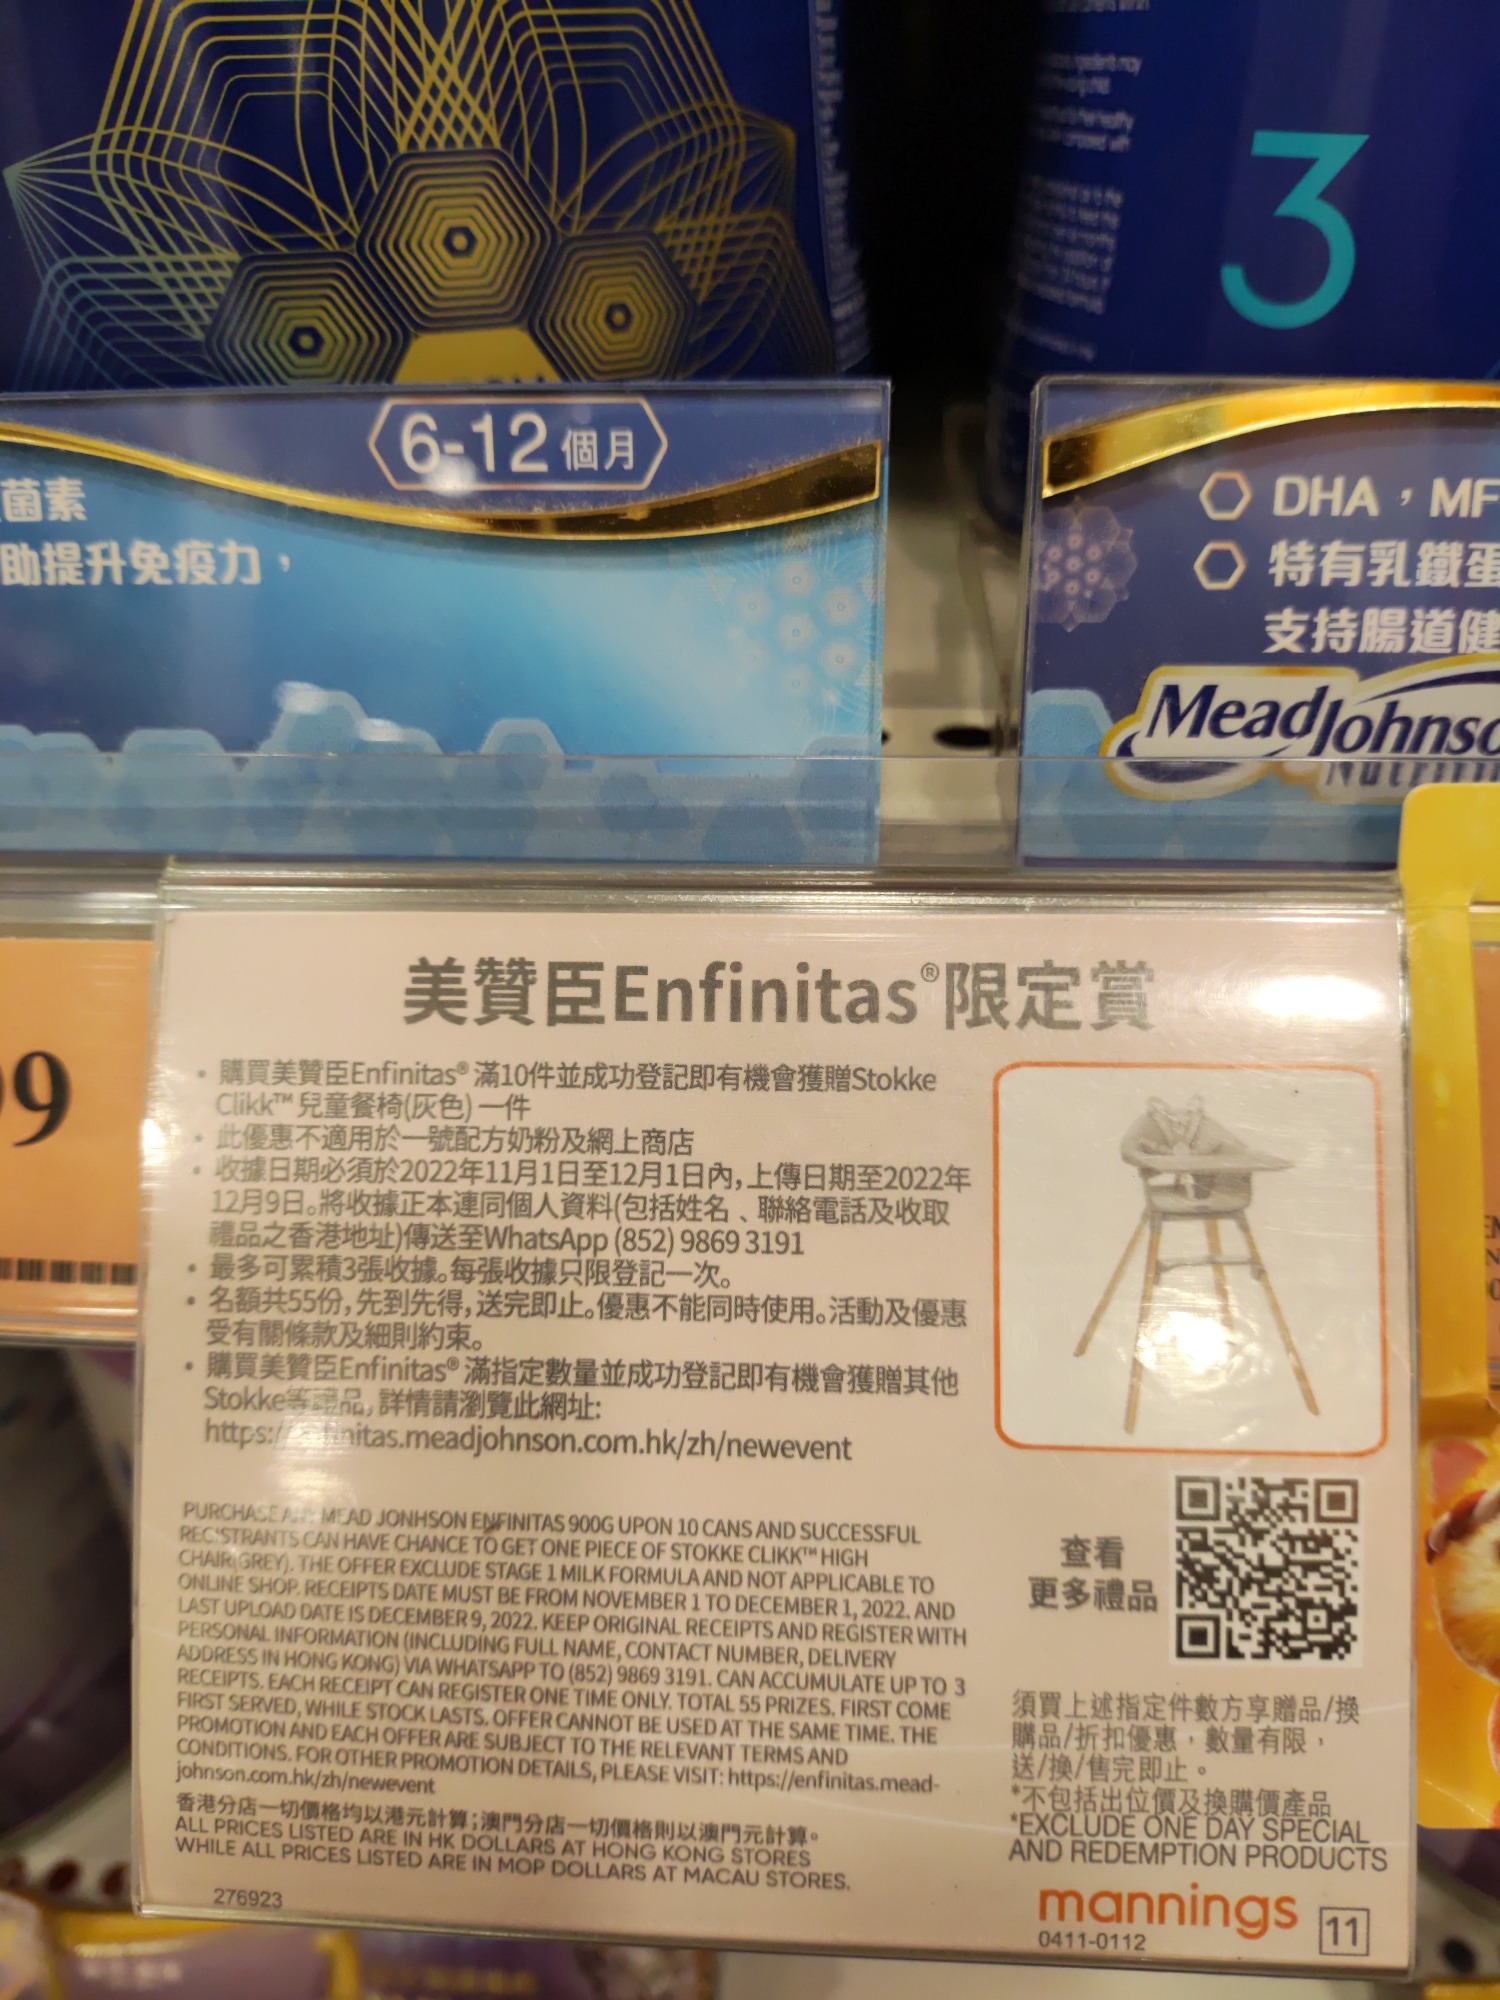 3
6-12個月
菌素
助提升免疫力，
DHA，MF
特有乳鐵蛋
支持腸道健
MeadJohnso
99
美贊臣Enfinitas®限定賞
• 購買美贊臣Enfinitas®滿10件並成功登記即有機會獲贈Stokke
Clikk™兒童餐椅(灰色)一件
• 此優惠不適用於一號配方奶粉及網上商店
• 收據日期必須於2022年11月1日至12月1日內,上傳日期至2022年
12月9日。將收據正本連同個人資料(包括姓名、聯絡電話及收取
禮品之香港地址)傳送至WhatsApp (852) 9869 3191
• 最多可累積3張收據。每張收據只限登記一次。
• 名額共55份,先到先得,送完即止。優惠不能同時使用。活動及優惠
受有關條款及細則約束。
• 購買美贊臣Enfinitas®滿指定數量並成功登記即有機會獲贈其他
Stokke等禮品,詳情請瀏覽此網址:
https://enfinitas.meadjohnson.com.hk/zh/newevent
PURCHASE ANY MEAD JONHSON ENFINITAS 900G UPON 10 CANS AND SUCCESSFUL
REGISTRANTS CAN HAVE CHANCE TO GET ONE PIECE OF STOKKE CLIKK™ HIGH
CHAIR(GREY). THE OFFER EXCLUDE STAGE 1 MILK FORMULA AND NOT APPLICABLE TO
ONLINE SHOP. RECEIPTS DATE MUST BE FROM NOVEMBER 1 TO DECEMBER 1, 2022. AND
LAST UPLOAD DATE IS DECEMBER 9, 2022. KEEP ORIGINAL RECEIPTS AND REGISTER WITH
PERSONAL INFORMATION (INCLUDING FULL NAME, CONTACT NUMBER, DELIVERY
ADDRESS IN HONG KONG) VIA WHATSAPP TO (852) 9869 3191. CAN ACCUMULATE UP TO 3
RECEIPTS. EACH RECEIPT CAN REGISTER ONE TIME ONLY. TOTAL 55 PRIZES. FIRST COME
FIRST SERVED, WHILE STOCK LASTS. OFFER CANNOT BE USED AT THE SAME TIME. THE
PROMOTION AND EACH OFFER ARE SUBJECT TO THE RELEVANT TERMS AND
CONDITIONS. FOR OTHER PROMOTION DETAILS, PLEASE VISIT: https://enfinitas.mead-
johnson.com.hk/zh/newevent
香港分店一切價格均以港元計算;澳門分店一切價格則以澳門元計算。
ALL PRICES LISTED ARE IN HK DOLLARS AT HONG KONG STORES
WHILE ALL PRICES LISTED ARE IN MOP DOLLARS AT MACAU STORES.
276923
查看
更多禮品
須買上述指定件數方享贈品/換
購品/折扣優惠，數量有限，
送/換/售完即止。
*不包括出位價及換購價產品
*EXCLUDE ONE DAY SPECIAL
AND REDEMPTION PRODUCTS
mannings
0411-0112
11